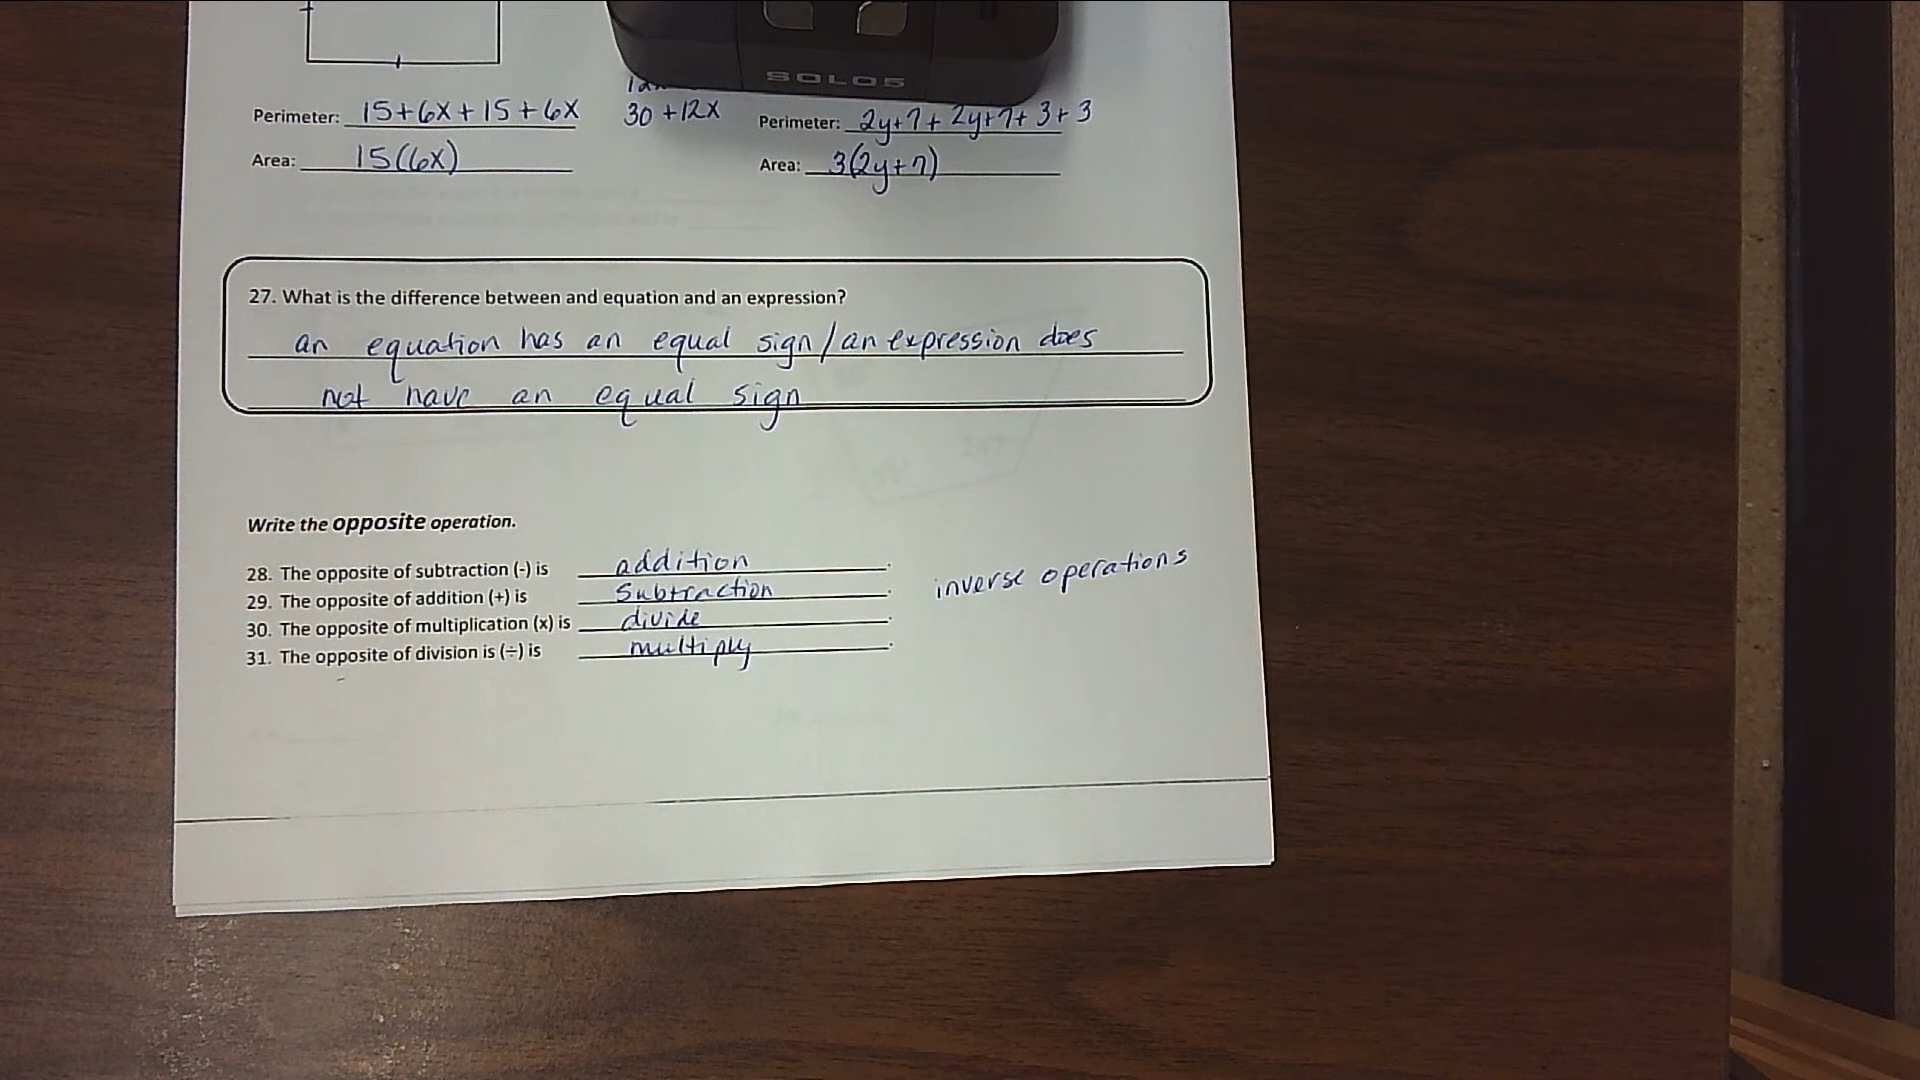 SOLO5
Perimeter: 15+6x+15+6x 30+12x Perimeter: 2y+7+2y+7+3+3
Area: 15(6x) Area: 3(2y+7)
27. What is the difference between and equation and an expression?
an equation has an equal sign/an expression does
not have an equal sign
Write the opposite operation.
28. The opposite of subtraction (-) is addition.
29. The opposite of addition (+) is subtraction.
inverse operations
30. The opposite of multiplication (x) is divide.
31. The opposite of division is (÷) is multiply.